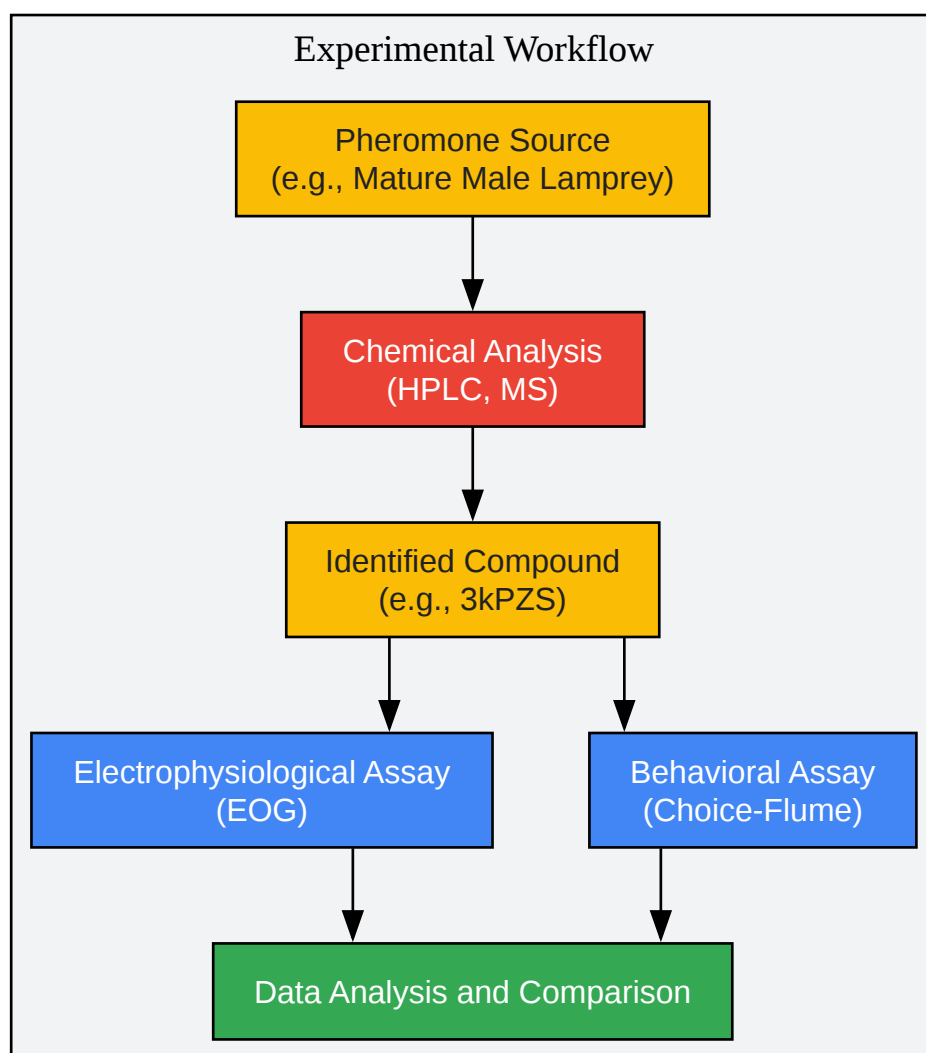 Experimental Workflow
Pheromone Source
(e.g., Mature Male Lamprey)
Chemical Analysis
(HPLC, MS)
Identified Compound
(e.g., 3kPZS)
Electrophysiological Assay
(EOG)
Behavioral Assay
(Choice-Flume)
Data Analysis and Comparison